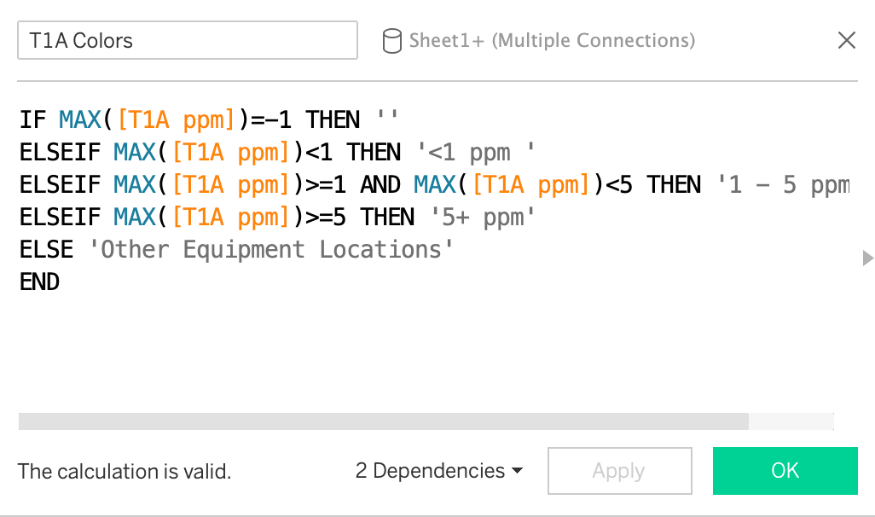 T1A Colors
Sheet1+ (Multiple Connections)
IF MAX([T1A ppm])=-1 THEN ''
ELSEIF MAX([T1A ppm])<1 THEN '<1 ppm '
ELSEIF MAX([T1A ppm])>=1 AND MAX([T1A ppm])<5 THEN '1 - 5 ppm
ELSEIF MAX([T1A ppm])>=5 THEN '5+ ppm'
ELSE 'Other Equipment Locations'
END
The calculation is valid.
2 Dependencies
Apply
OK